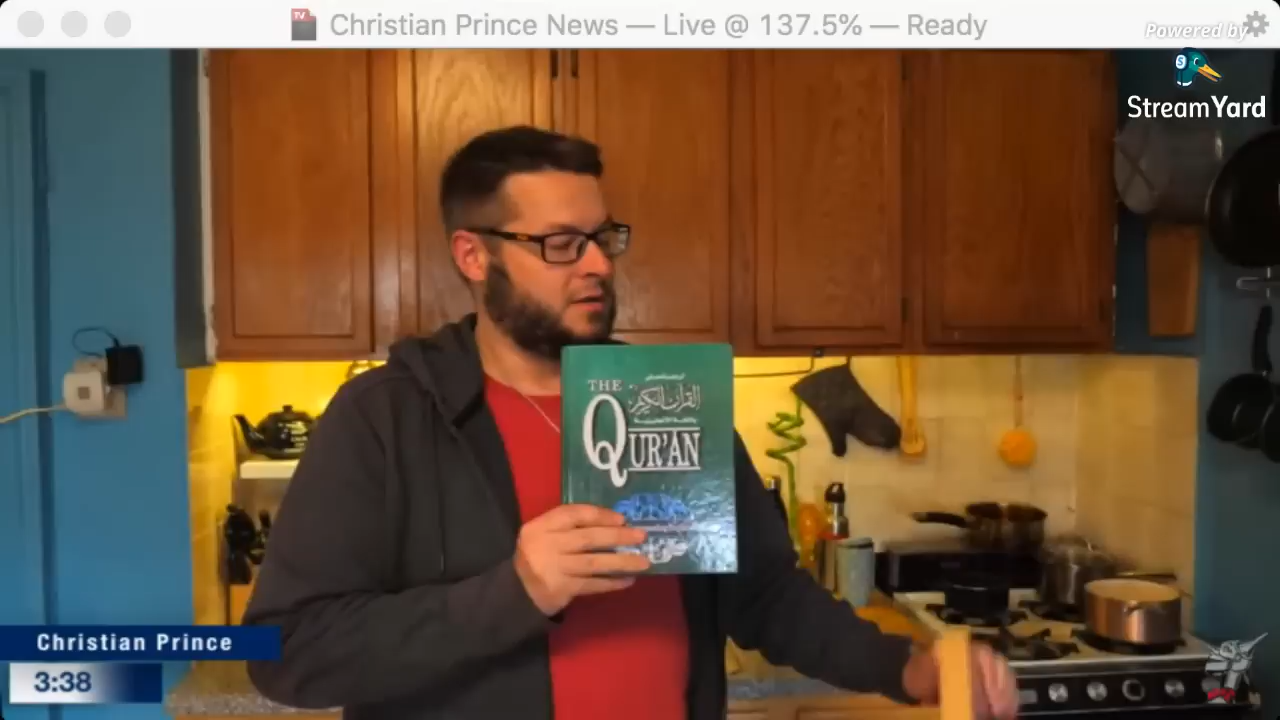 Christian Prince News — Live @ 137.5% — Ready
Powered by
StreamYard
THE
القرآن الكريم
QUR'AN
Christian Prince
3:38